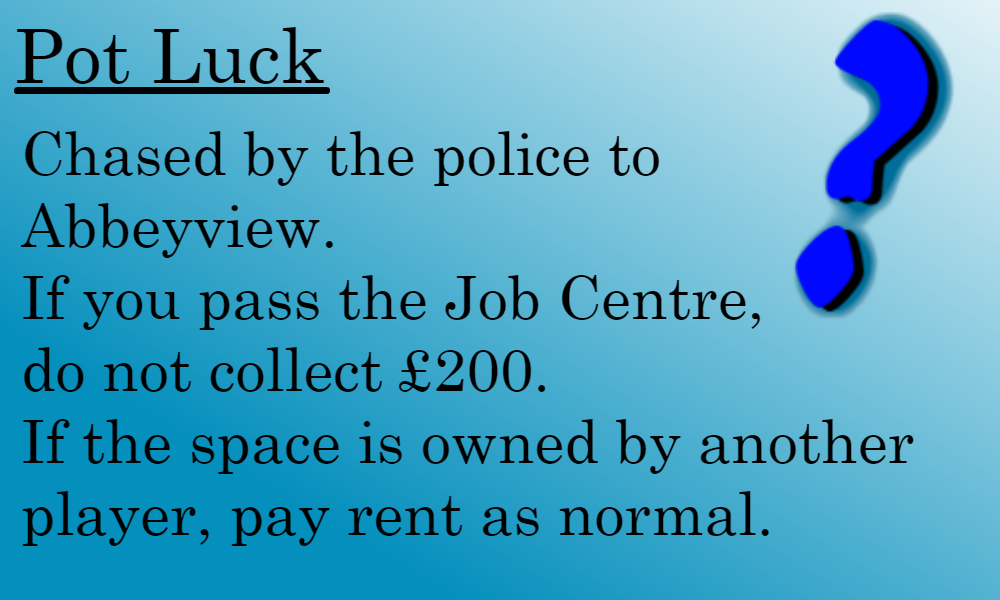 Pot Luck
Chased by the police to
Abbeyview.
If you pass the Job Centre,
do not collect £200.
If the space is owned by another
player, pay rent as normal.
?